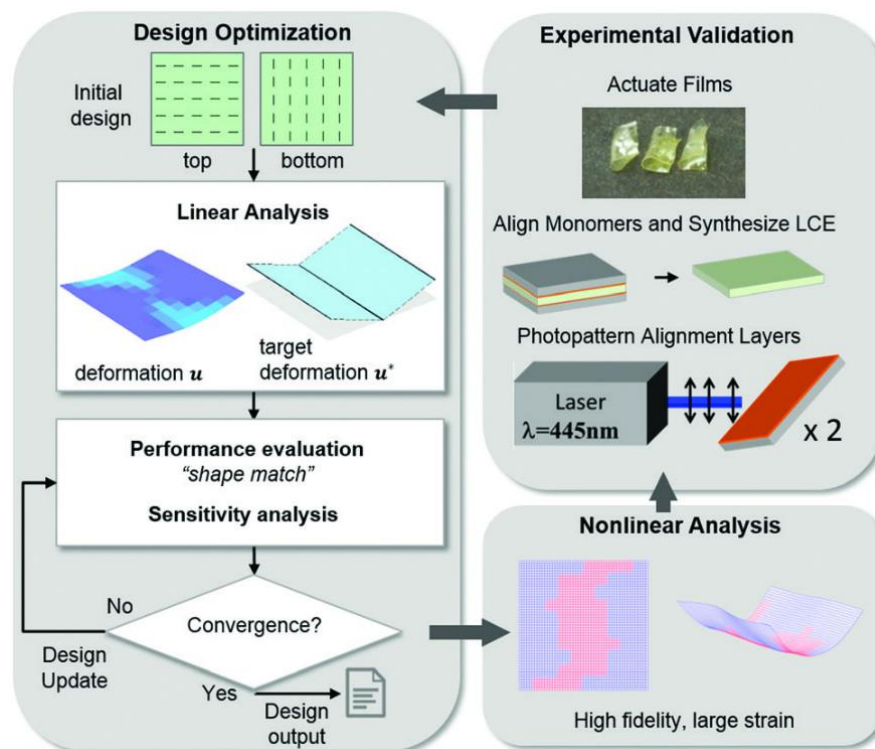 Design Optimization
Initial
design
top
bottom
Linear Analysis
deformation u
target
deformation u*
Performance evaluation
“shape match”
Sensitivity analysis
Convergence?
No
Design
Update
Yes
Design
output
Experimental Validation
Actuate Films
Align Monomers and Synthesize LCE
Photopattern Alignment Layers
Laser
λ=445nm
x 2
Nonlinear Analysis
High fidelity, large strain